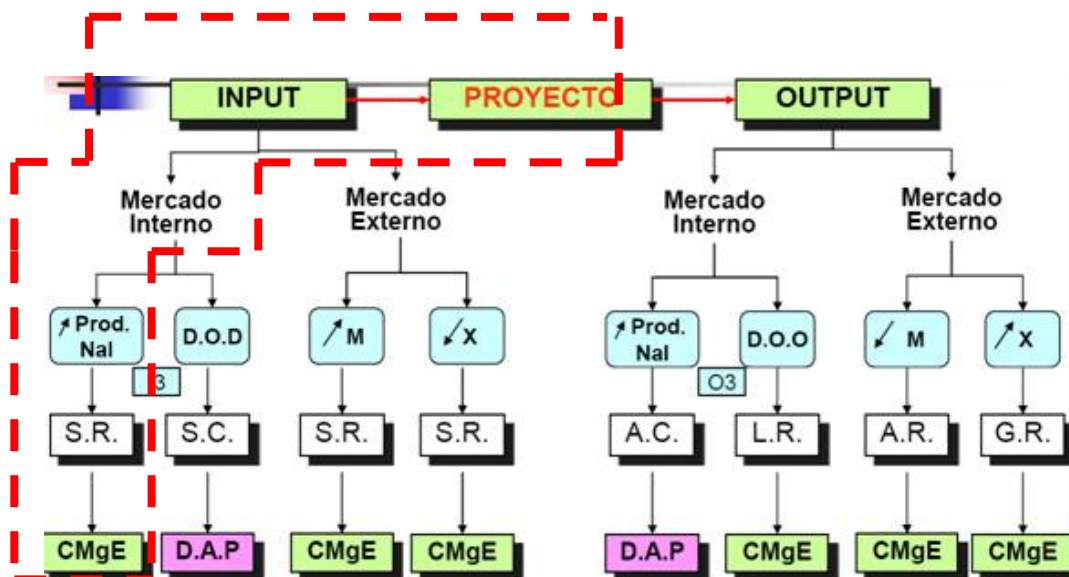 INPUT
PROYECTO
OUTPUT
Mercado
Interno
Mercado
Externo
Mercado
Interno
Mercado
Externo
Prod.
Nal
D.O.D
M
X
Prod.
Nal
D.O.O
M
X
3
O3
S.R.
S.C.
S.R.
S.R.
A.C.
L.R.
A.R.
G.R.
CMgE
D.A.P
CMgE
CMgE
D.A.P
CMgE
CMgE
CMgE